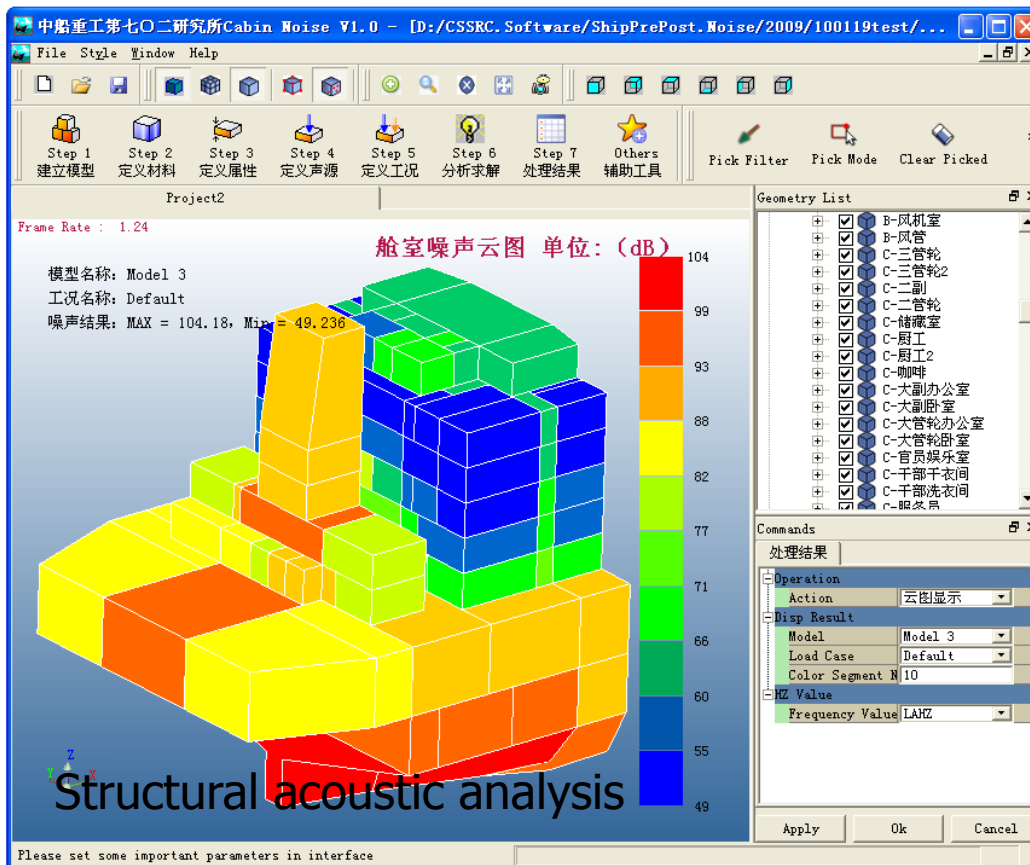 中船重工第七〇二研究所Cabin Noise V1.0 - [D:/CSSRC.Software/ShipPrePost.Noise/2009/100119test/...
File Style Window Help
Step 1 Step 2 Step 3 Step 4 Step 5 Step 6 Step 7 Others
建立模型 定义材料 定义属性 定义声源 定义工况 分析求解 处理结果 辅助工具
Pick Filter Pick Mode Clear Picked
Project2
Frame Rate : 1.24
舱室噪声云图 单位: (dB)
模型名称: Model 3
工况名称: Default
噪声结果: MAX = 104.18, Min = 49.236
104
99
93
88
82
77
71
66
60
55
49
Z
Y X
Structural acoustic analysis
Geometry List
B-风机室
B-风管
C-三管轮
C-三管轮2
C-二副
C-二管轮
C-储藏室
C-厨工
C-厨工2
C-咖啡
C-大副办公室
C-大副卧室
C-大管轮办公室
C-大管轮卧室
C-官员娱乐室
C-干部干衣间
C-干部洗衣间
C-服务员
Commands
处理结果
Operation
Action 云图显示
Disp Result
Model Model 3
Load Case Default
Color Segment N 10
HZ Value
Frequency Value LAHZ
Apply Ok Cancel
Please set some important parameters in interface